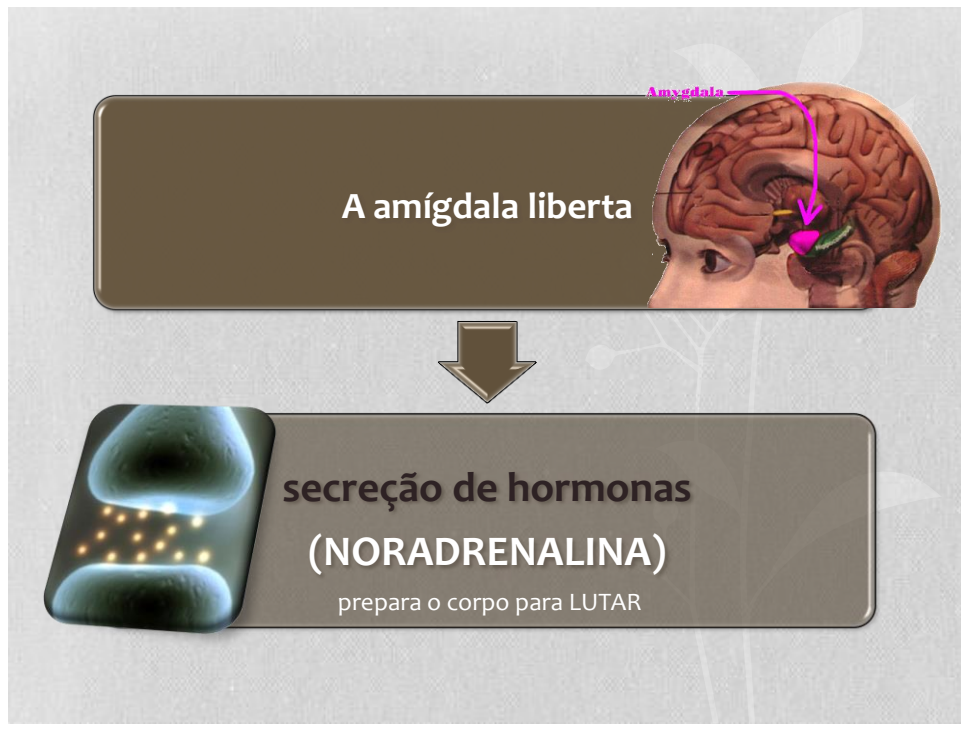 Amygdala
A amígdala liberta
secreção de hormonas
(NORADRENALINA)
prepara o corpo para LUTAR